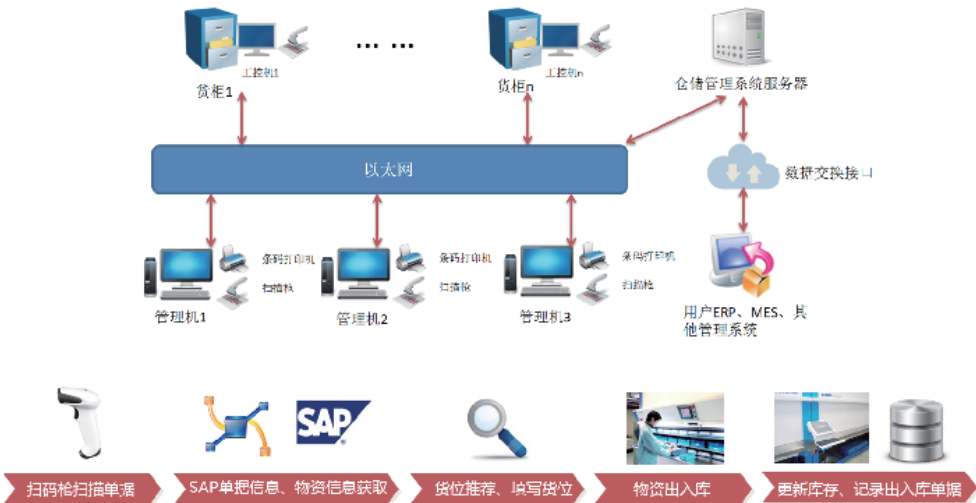 工控机1
货柜1
... ...
工控机n
货柜n
仓储管理系统服务器
以太网
数据交换接口
条码打印机
扫描枪
管理机1
条码打印机
扫描枪
管理机2
条码打印机
扫描枪
管理机3
用户ERP、MES、其
他管理系统
SAP
扫码枪扫描单据
SAP单据信息、物资信息获取
货位推荐、填写货位
物资出入库
更新库存、记录出入库单据